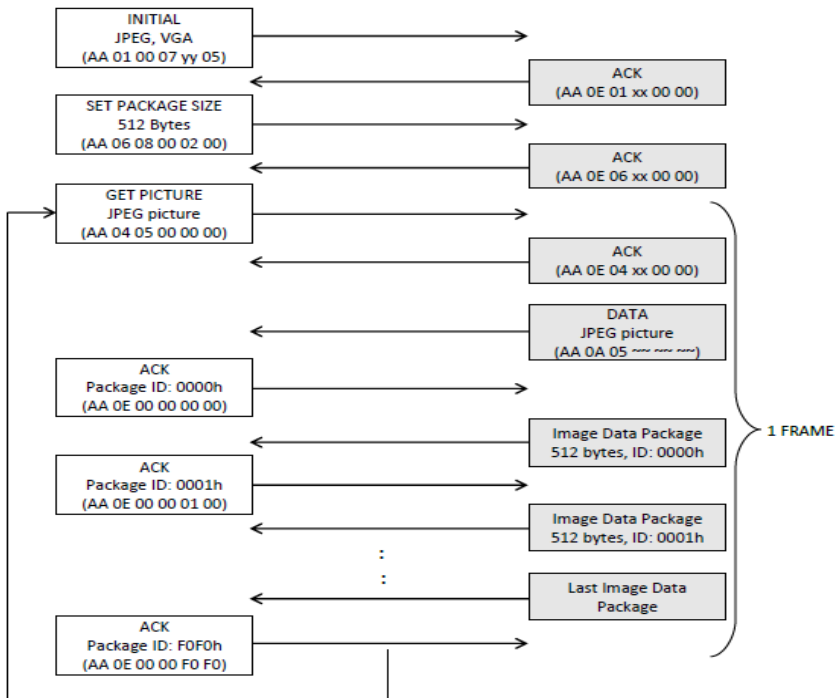 INITIAL
JPEG, VGA
(AA 01 00 07 yy 05)
ACK
(AA 0E 01 xx 00 00)
SET PACKAGE SIZE
512 Bytes
(AA 06 08 00 02 00)
ACK
(AA 0E 06 xx 00 00)
GET PICTURE
JPEG picture
(AA 04 05 00 00 00)
ACK
(AA 0E 04 xx 00 00)
DATA
JPEG picture
(AA 0A 05 ~~ ~~ ~~)
ACK
Package ID: 0000h
(AA 0E 00 00 00 00)
1 FRAME
Image Data Package
512 bytes, ID: 0000h
ACK
Package ID: 0001h
(AA 0E 00 00 01 00)
Image Data Package
512 bytes, ID: 0001h
:
:
Last Image Data
Package
ACK
Package ID: F0F0h
(AA 0E 00 00 F0 F0)